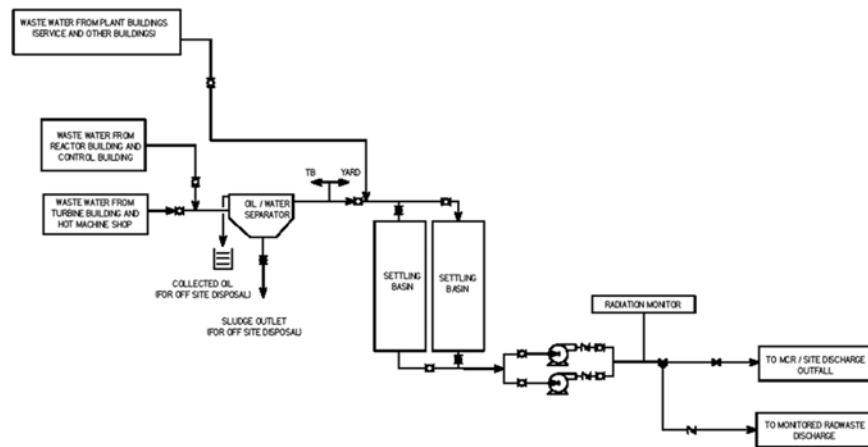 WASTE WATER FROM PLANT BUILDINGS
(SERVICE AND OTHER BUILDINGS)
WASTE WATER FROM
REACTOR BUILDING AND
CONTROL BUILDING
WASTE WATER FROM
TURBINE BUILDING AND
HOT MACHINE SHOP
TB YARD
OIL / WATER
SEPARATOR
COLLECTED OIL
(FOR OFF SITE DISPOSAL)
SLUDGE OUTLET
(FOR OFF SITE DISPOSAL)
SETTLING
BASIN
SETTLING
BASIN
RADIATION MONITOR
TO MCR / SITE DISCHARGE
OUTFALL
TO MONITORED RADWASTE
DISCHARGE